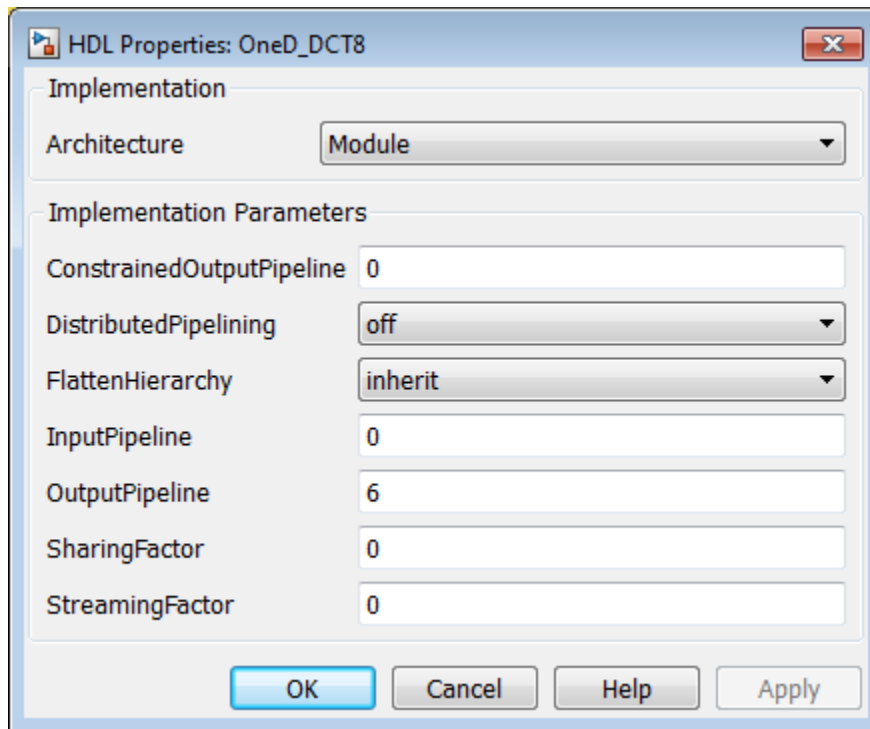 HDL Properties: OneD_DCT8
Implementation
Architecture Module
Implementation Parameters
ConstrainedOutputPipeline 0
DistributedPipelining off
FlattenHierarchy inherit
InputPipeline 0
OutputPipeline 6
SharingFactor 0
StreamingFactor 0
OK Cancel Help Apply